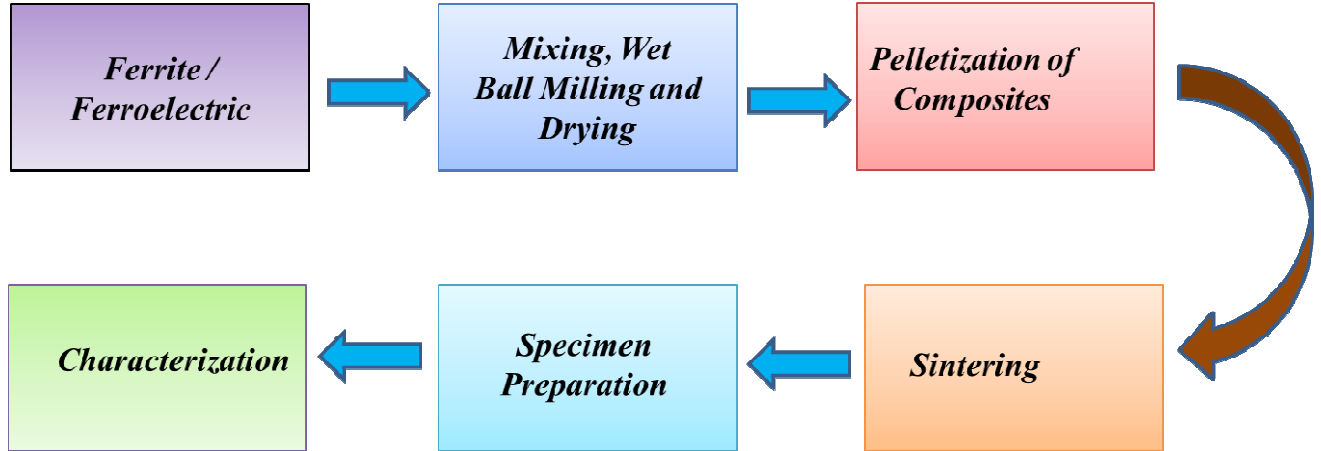 Ferrite /
Ferroelectric
Mixing, Wet
Ball Milling and
Drying
Pelletization of
Composites
Sintering
Specimen
Preparation
Characterization